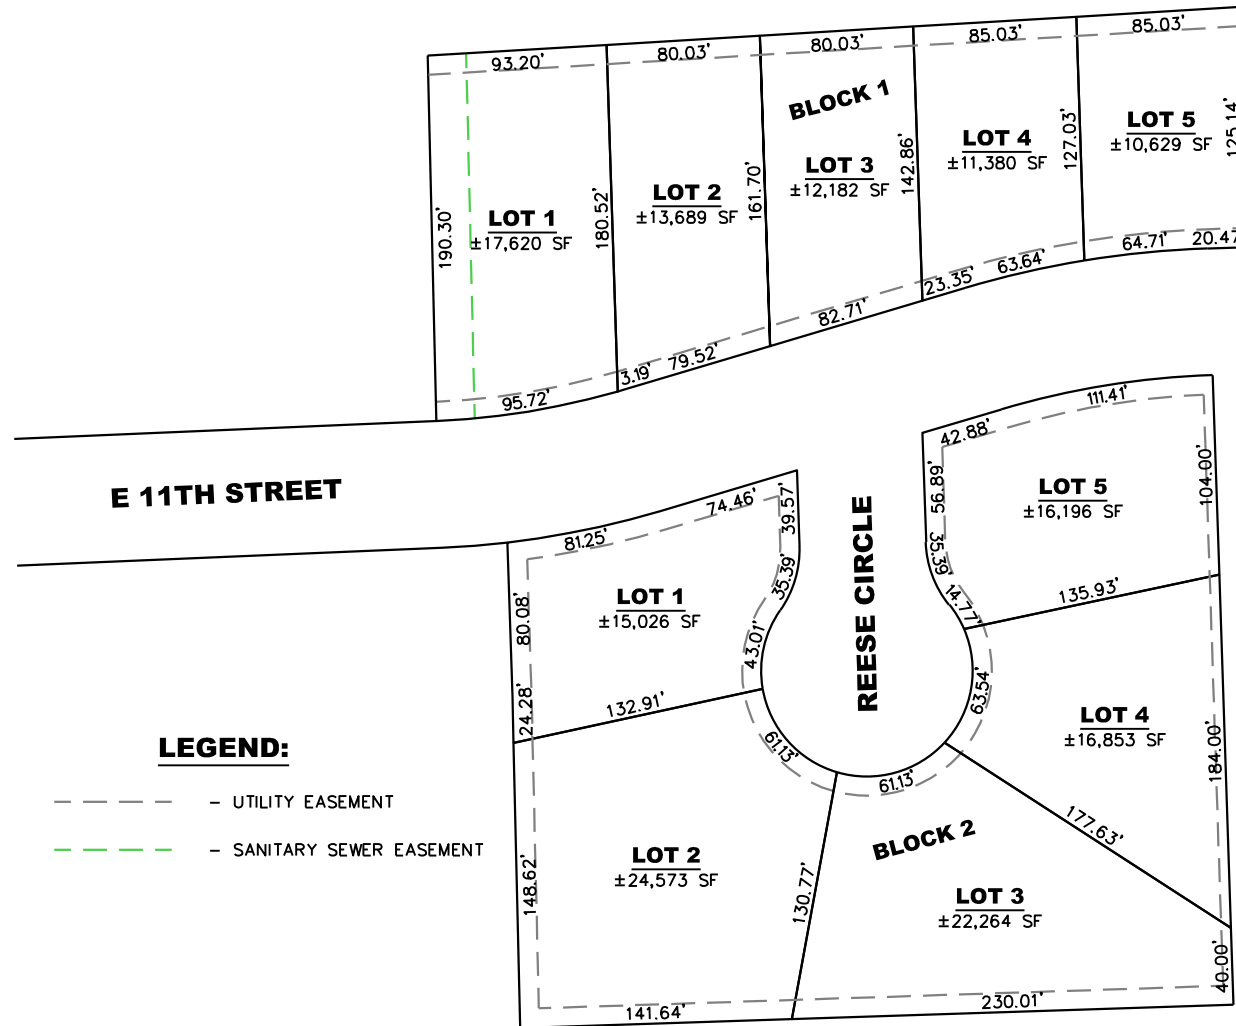 93.20' 80.03' 80.03' 85.03' 85.03'
BLOCK 1
LOT 1
±17,620 SF
LOT 2
±13,689 SF
LOT 3
±12,182 SF
LOT 4
±11,380 SF
LOT 5
±10,629 SF
190.30'
180.52'
161.70'
142.86'
127.03'
125.14'
95.72'
3.19' 79.52'
82.71'
23.35' 63.64'
64.71' 20.47
E 11TH STREET
REESE CIRCLE
81.25' 74.46'
39.57'
35.39'
43.01'
LOT 1
±15,026 SF
80.08'
24.28'
132.91'
42.88' 111.41'
56.89'
35.39'
14.77'
LOT 5
±16,196 SF
104.00'
135.93'
63.54'
LOT 4
±16,853 SF
184.00'
177.63'
61.13'
61.13'
BLOCK 2
LOT 2
±24,573 SF
148.62'
130.77'
LOT 3
±22,264 SF
40.00'
141.64'
230.01'
LEGEND:
- UTILITY EASEMENT
- SANITARY SEWER EASEMENT